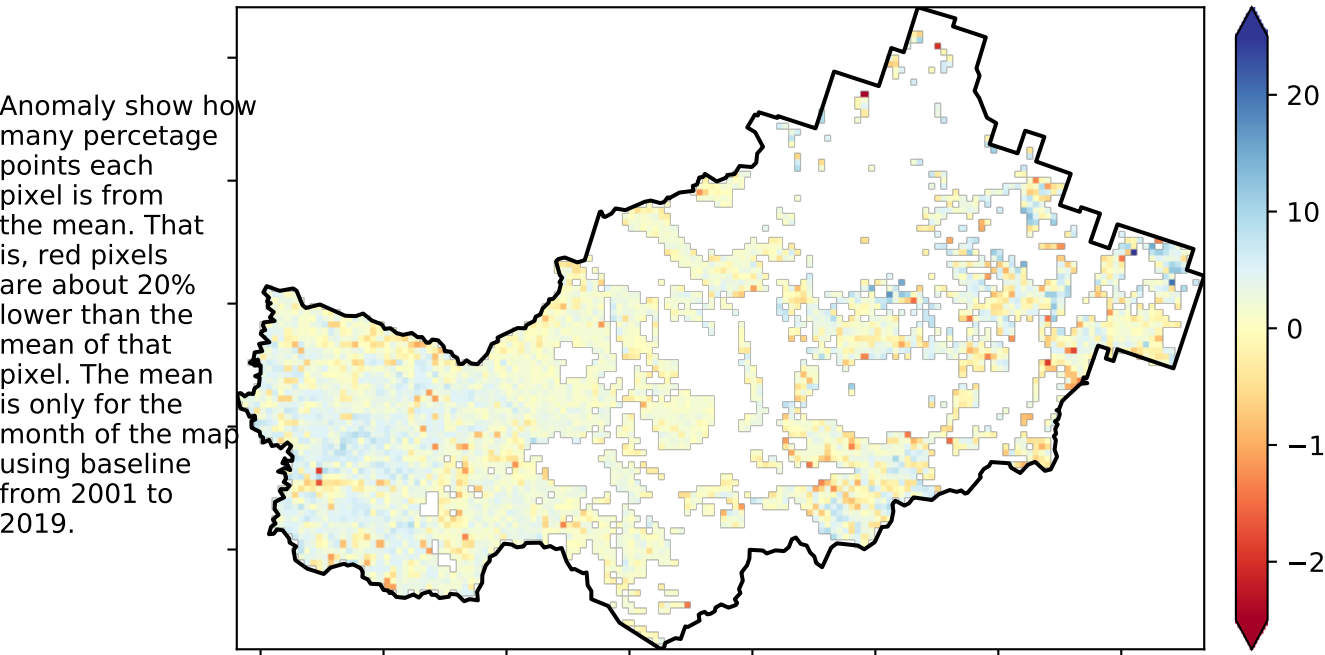 Anomaly show how
many percetage
points each
pixel is from
the mean. That
is, red pixels
are about 20%
lower than the
mean of that
pixel. The mean
is only for the
month of the map
using baseline
from 2001 to
2019.
20
10
0
−1
−2